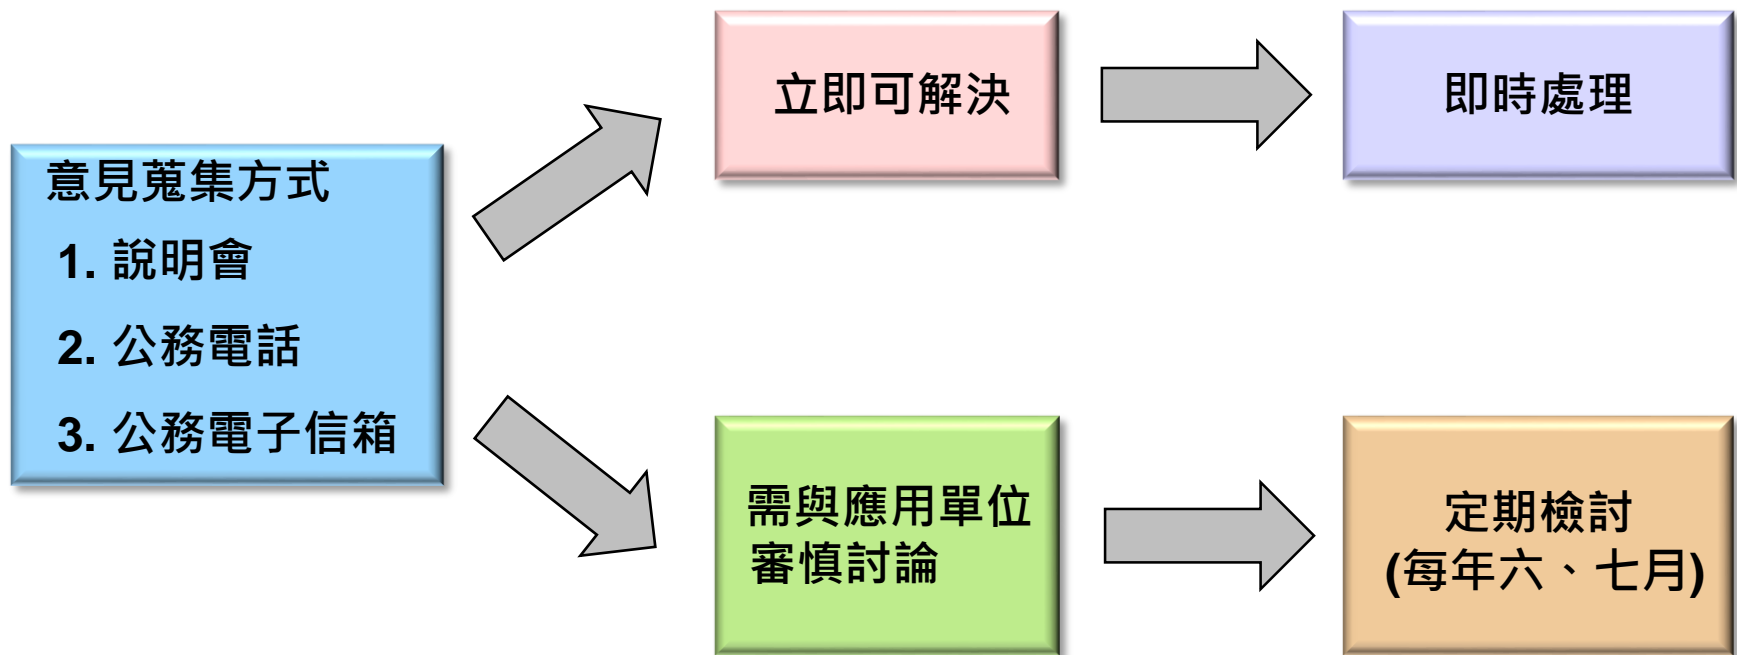 意見蒐集方式
1. 說明會
2. 公務電話
3. 公務電子信箱
立即可解決
即時處理
需與應用單位
審慎討論
定期檢討
(每年六、七月)